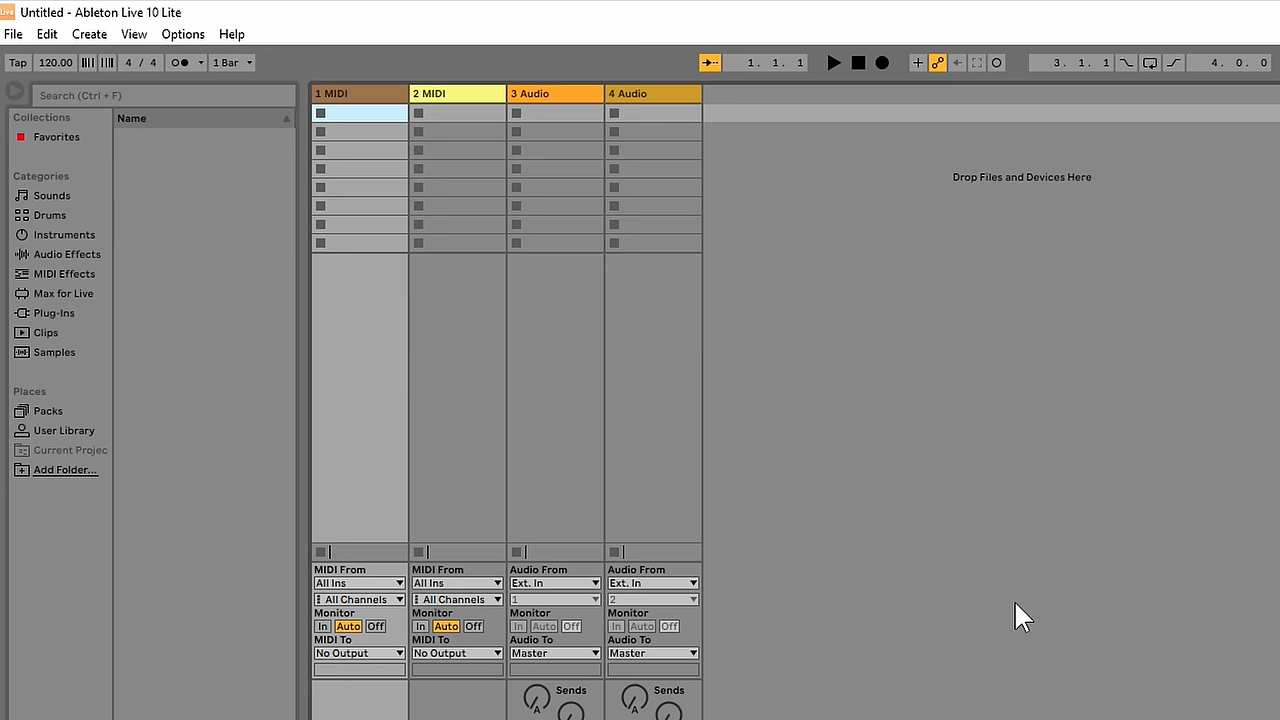 Live Untitled - Ableton Live 10 Lite
File Edit Create View Options Help
Tap 120.00 4 / 4 1 Bar 1. 1. 1 3. 1. 1 4. 0. 0
Search (Ctrl + F)
Collections
Favorites
Categories
Sounds
Drums
Instruments
Audio Effects
MIDI Effects
Max for Live
Plug-Ins
Clips
Samples
Places
Packs
User Library
Current Projec
Add Folder...
Name
1 MIDI 2 MIDI 3 Audio 4 Audio
Drop Files and Devices Here
MIDI From MIDI From Audio From Audio From
All Ins All Ins Ext. In Ext. In
All Channels All Channels 1 2
Monitor Monitor Monitor Monitor
In Auto Off In Auto Off In Auto Off In Auto Off
MIDI To MIDI To Audio To Audio To
No Output No Output Master Master
Sends Sends
A A